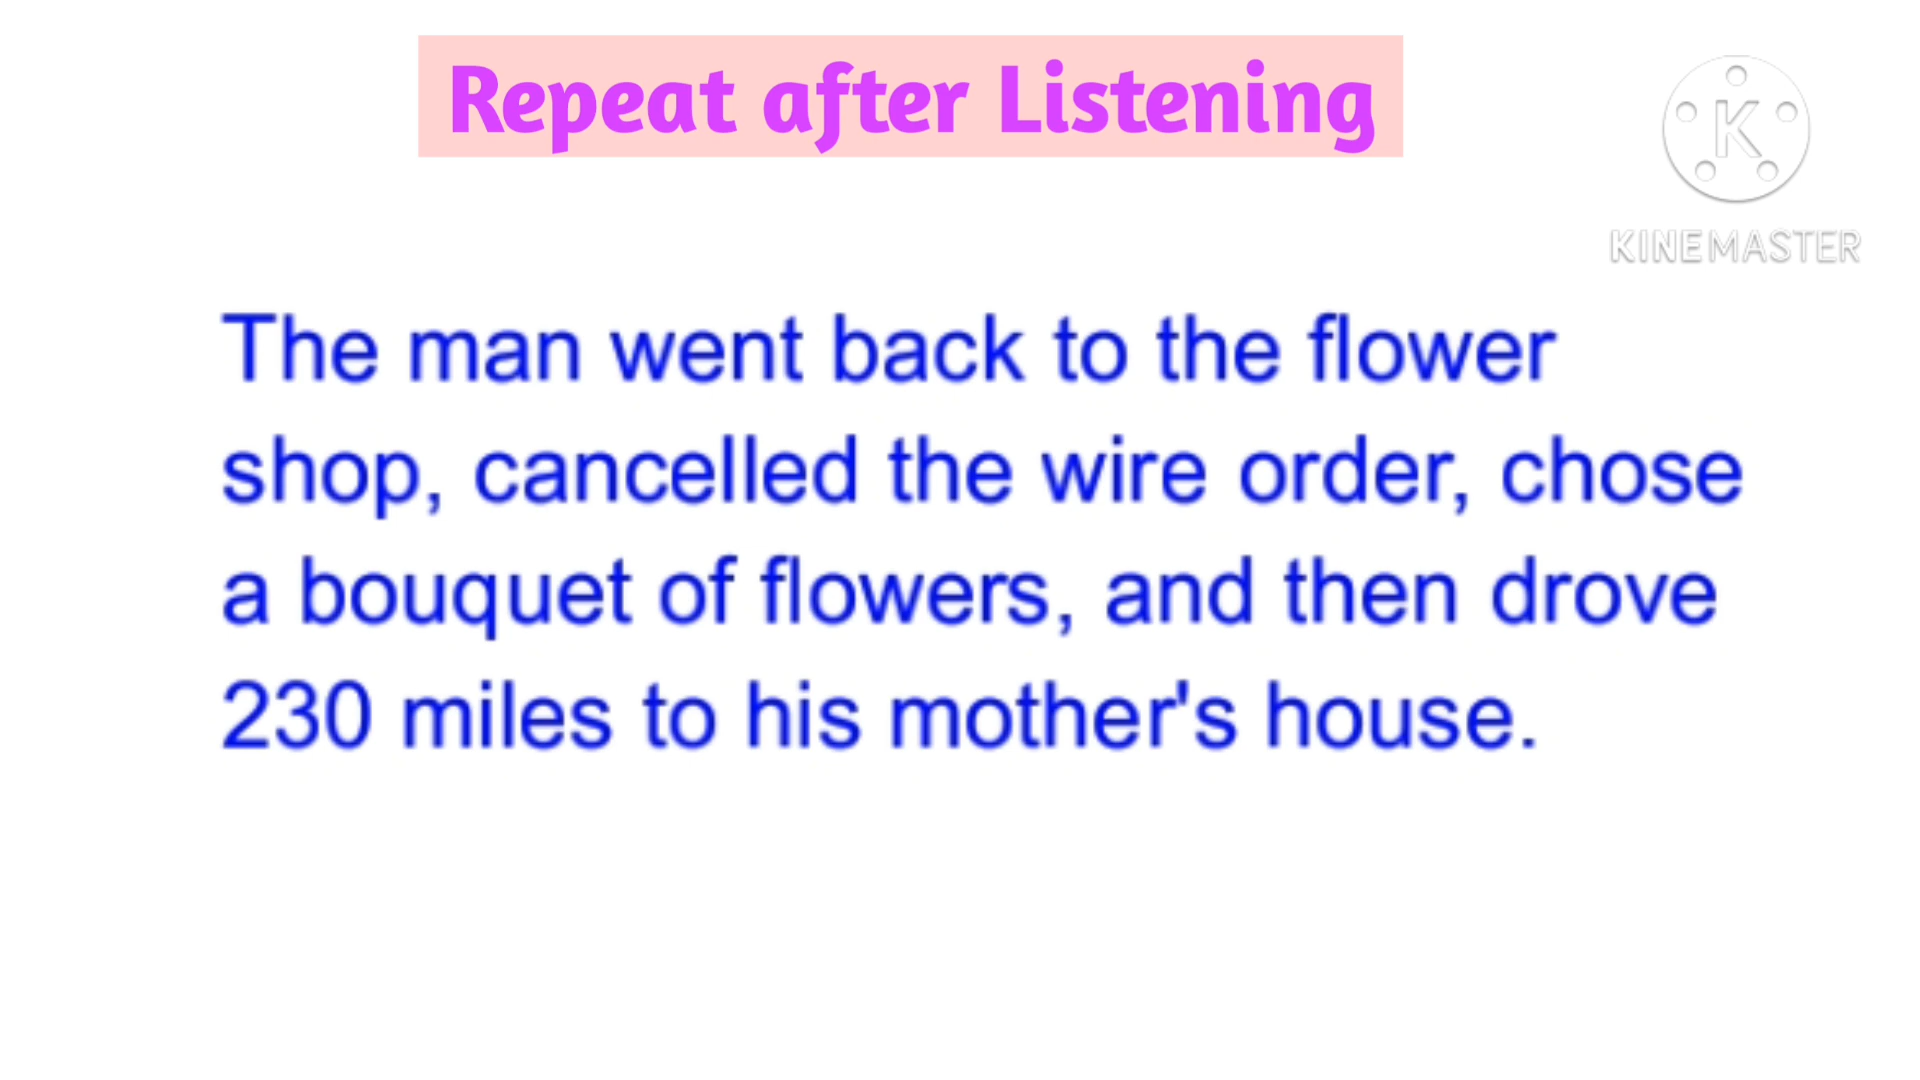 Repeat after Listening
KINEMASTER
The man went back to the flower
shop, cancelled the wire order, chose
a bouquet of flowers, and then drove
230 miles to his mother's house.